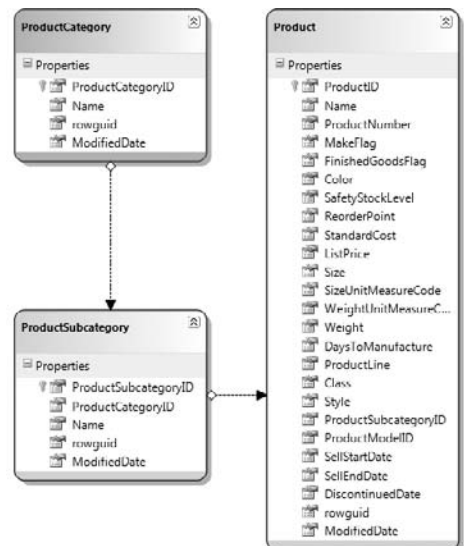 ProductCategory
Properties
ProductCategoryID
Name
rowguid
ModifiedDate
ProductSubcategory
Properties
ProductSubcategoryID
ProductCategoryID
Name
rowguid
ModifiedDate
Product
Properties
ProductID
Name
ProductNumber
MakeFlag
FinishedGoodsFlag
Color
SafetyStockLevel
ReorderPoint
StandardCost
ListPrice
Size
SizeUnitMeasureCode
WeightUnitMeasureC...
Weight
DaysToManufacture
ProductLine
Class
Style
ProductSubcategoryID
ProductModelID
SellStartDate
SellEndDate
DiscontinuedDate
rowguid
ModifiedDate